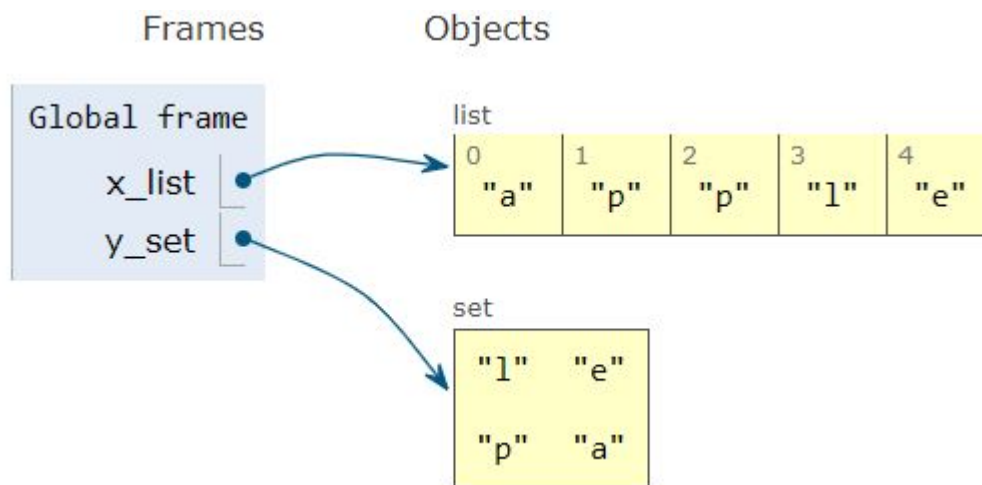 Frames Objects
Global frame
x_list
y_set
list
0 1 2 3 4
"a" "p" "p" "l" "e"
set
"l" "e"
"p" "a"